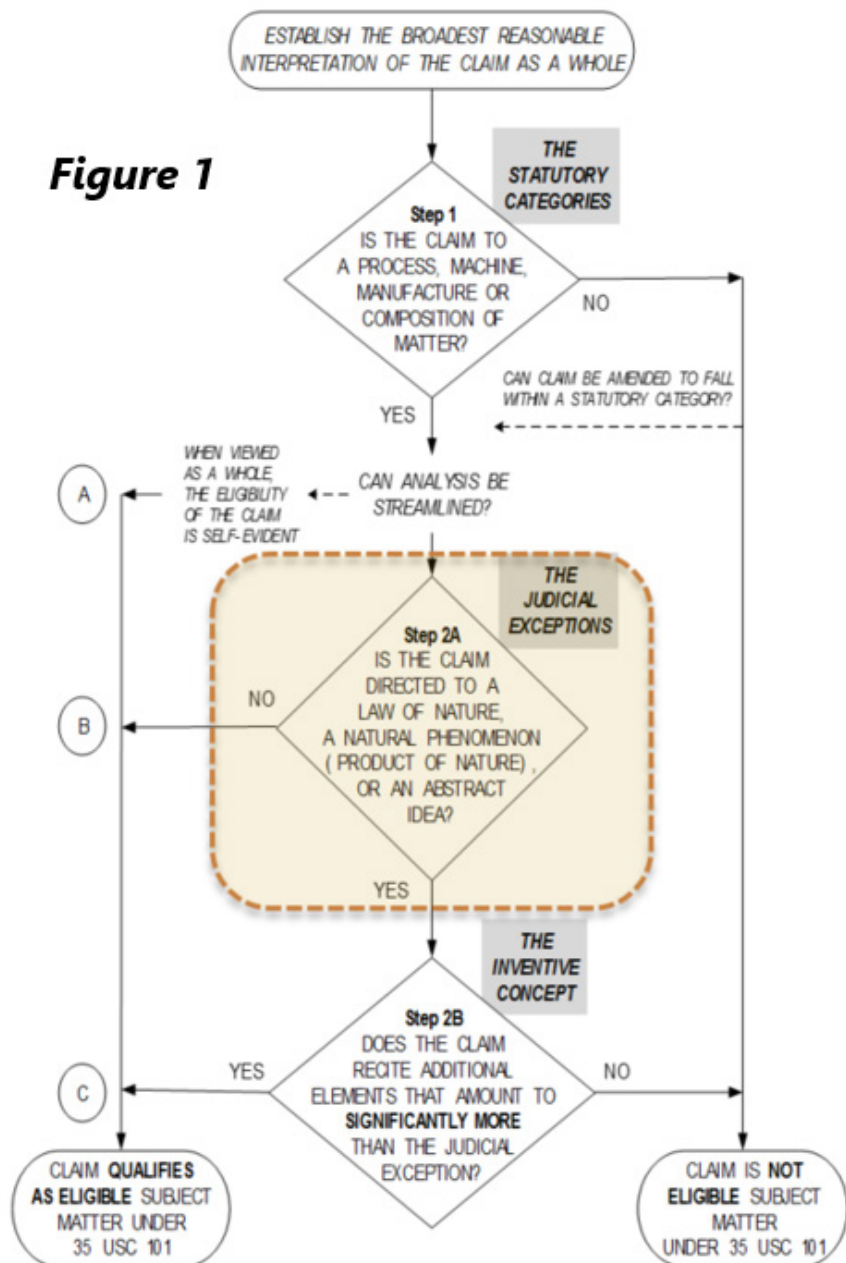 ESTABLISH THE BROADEST REASONABLE
INTERPRETATION OF THE CLAIM AS A WHOLE
Figure 1
THE
STATUTORY
CATEGORIES
Step 1
IS THE CLAIM TO
A PROCESS, MACHINE,
MANUFACTURE OR
COMPOSITION OF
MATTER?
NO
CAN CLAIM BE AMENDED TO FALL
WITHIN A STATUTORY CATEGORY?
YES
WHEN VIEWED
AS A WHOLE,
THE ELIGIBILITY
OF THE CLAIM
IS SELF-EVIDENT
A
CAN ANALYSIS BE
STREAMLINED?
THE
JUDICIAL
EXCEPTIONS
Step 2A
IS THE CLAIM
DIRECTED TO A
LAW OF NATURE,
A NATURAL PHENOMENON
( PRODUCT OF NATURE) ,
OR AN ABSTRACT
IDEA?
NO
B
YES
THE
INVENTIVE
CONCEPT
Step 2B
DOES THE CLAIM
RECITE ADDITIONAL
ELEMENTS THAT AMOUNT TO
SIGNIFICANTLY MORE
THAN THE JUDICIAL
EXCEPTION?
YES
NO
C
CLAIM QUALIFIES
AS ELIGIBLE SUBJECT
MATTER UNDER
35 USC 101
CLAIM IS NOT
ELIGIBLE SUBJECT
MATTER
UNDER 35 USC 101